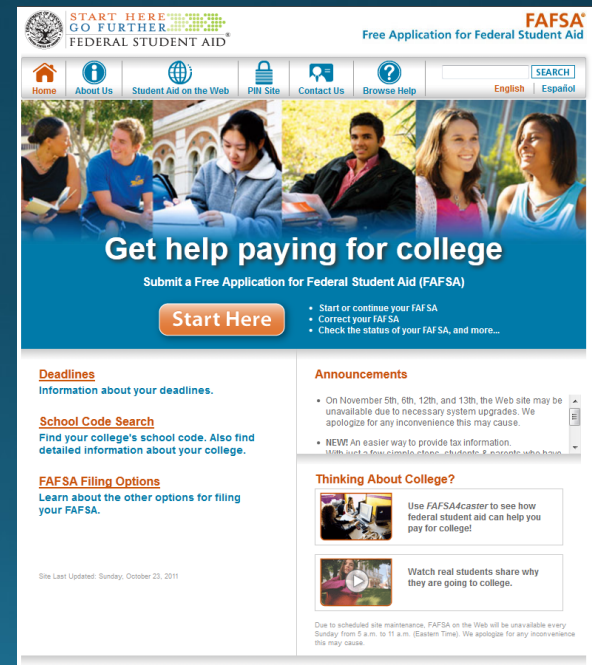 START HERE
GO FURTHER
FEDERAL STUDENT AID®
FAFSA®
Free Application for Federal Student Aid
Home
About Us
Student Aid on the Web
PIN Site
Contact Us
Browse Help
SEARCH
English | Español
Get help paying for college
Submit a Free Application for Federal Student Aid (FAFSA)
Start Here
• Start or continue your FAFSA
• Correct your FAFSA
• Check the status of your FAFSA, and more...
Deadlines
Information about your deadlines.
School Code Search
Find your college's school code. Also find
detailed information about your college.
FAFSA Filing Options
Learn about the other options for filing
your FAFSA.
Site Last Updated: Sunday, October 23, 2011
Announcements
• On November 5th, 6th, 12th, and 13th, the Web site may be
unavailable due to necessary system upgrades. We
apologize for any inconvenience this may cause.
• NEW! An easier way to provide tax information.
With just a few simple steps, students & parents who have
Thinking About College?
Use FAFSA4caster to see how
federal student aid can help you
pay for college!
Watch real students share why
they are going to college.
Due to scheduled site maintenance, FAFSA on the Web will be unavailable every
Sunday from 5 a.m. to 11 a.m. (Eastern Time). We apologize for any inconvenience
this may cause.